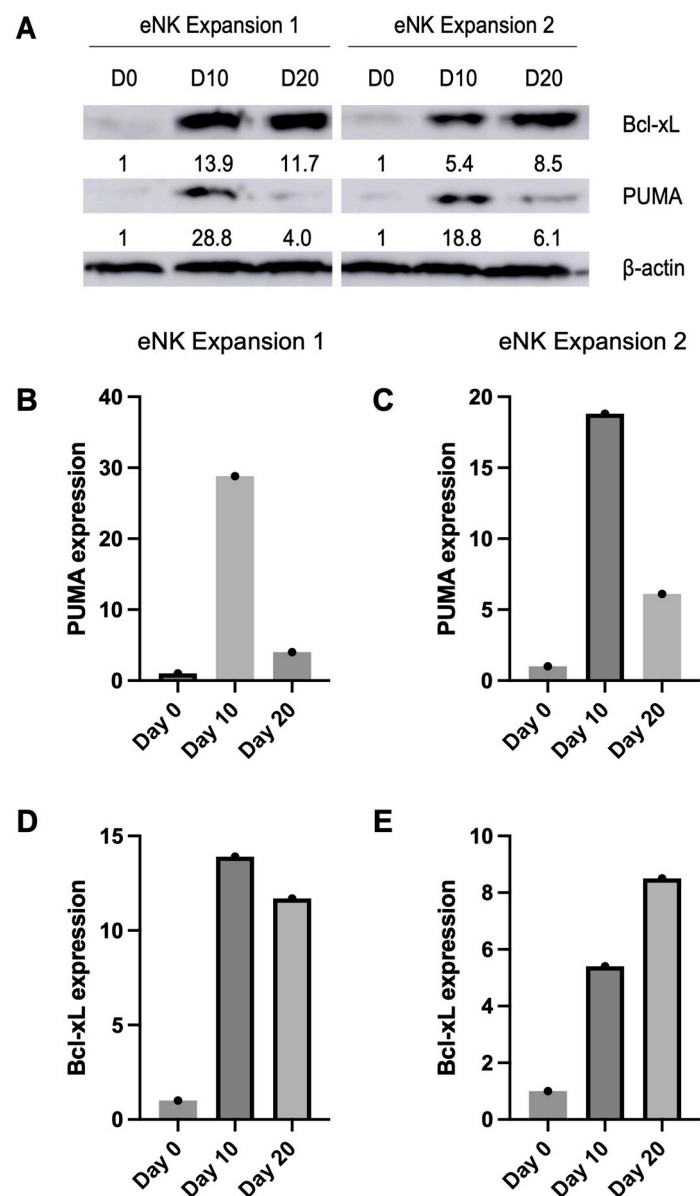 A
eNK Expansion 1 eNK Expansion 2
D0 D10 D20 D0 D10 D20
Bcl-xL
1 13.9 11.7 1 5.4 8.5
PUMA
1 28.8 4.0 1 18.8 6.1
β-actin
eNK Expansion 1 eNK Expansion 2
B
PUMA expression
40
30
20
10
0
Day 0 Day 10 Day 20
C
PUMA expression
20
15
10
5
0
Day 0 Day 10 Day 20
D
Bcl-xL expression
15
10
5
0
Day 0 Day 10 Day 20
E
Bcl-xL expression
10
8
6
4
2
0
Day 0 Day 10 Day 20